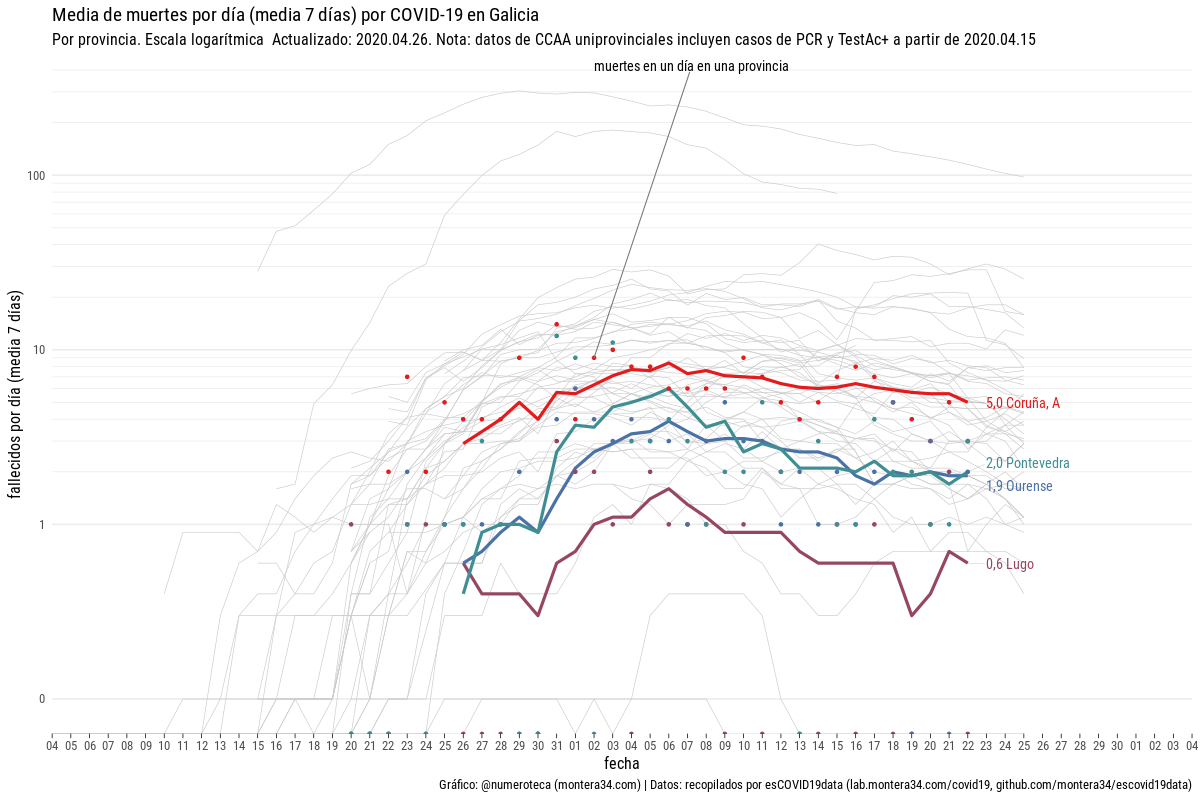 Media de muertes por día (media 7 días) por COVID-19 en Galicia
Por provincia. Escala logarítmica  Actualizado: 2020.04.26. Nota: datos de CCAA uniprovinciales incluyen casos de PCR y TestAc+ a partir de 2020.04.15
muertes en un día en una provincia
100
10
1
0
fallecidos por día (media 7 días)
5,0 Coruña, A
2,0 Pontevedra
1,9 Ourense
0,6 Lugo
04 05 06 07 08 09 10 11 12 13 14 15 16 17 18 19 20 21 22 23 24 25 26 27 28 29 30 31 01 02 03 04 05 06 07 08 09 10 11 12 13 14 15 16 17 18 19 20 21 22 23 24 25 26 27 28 29 30 01 02 03 04
fecha
Gráfico: @numeroteca (montera34.com) | Datos: recopilados por esCOVID19data (lab.montera34.com/covid19, github.com/montera34/escovid19data)